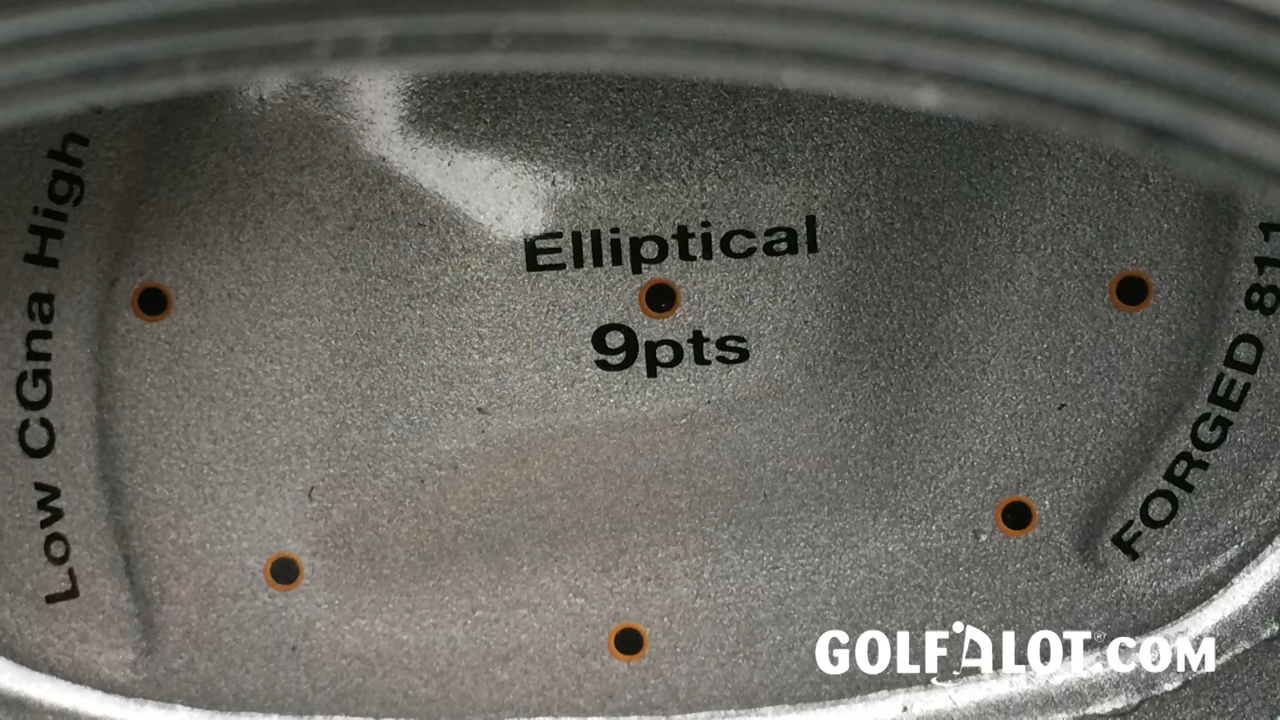 Low CGna High
Elliptical
9pts
FORGED 811
GOLFALOT®.COM